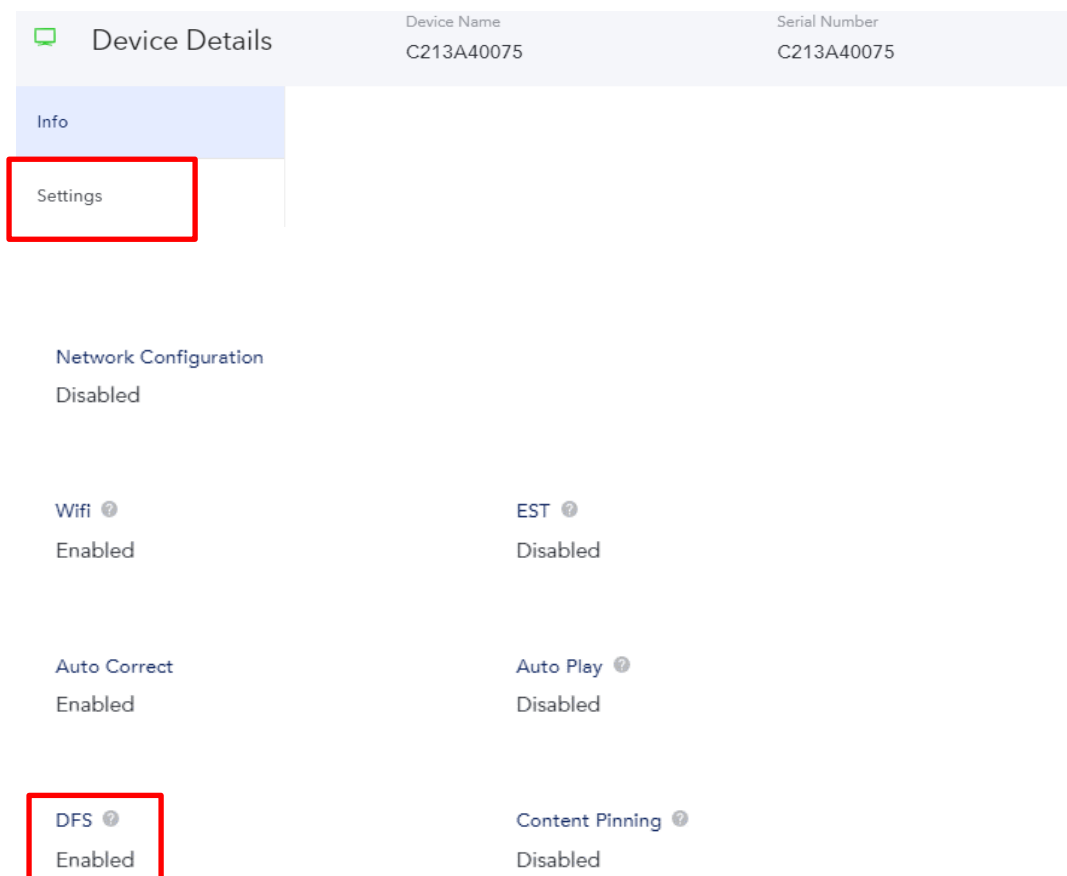 Device Details
Device Name
C213A40075
Serial Number
C213A40075
Info
Settings
Network Configuration
Disabled
Wifi ?
Enabled
EST ?
Disabled
Auto Correct
Enabled
Auto Play ?
Disabled
DFS ?
Enabled
Content Pinning ?
Disabled